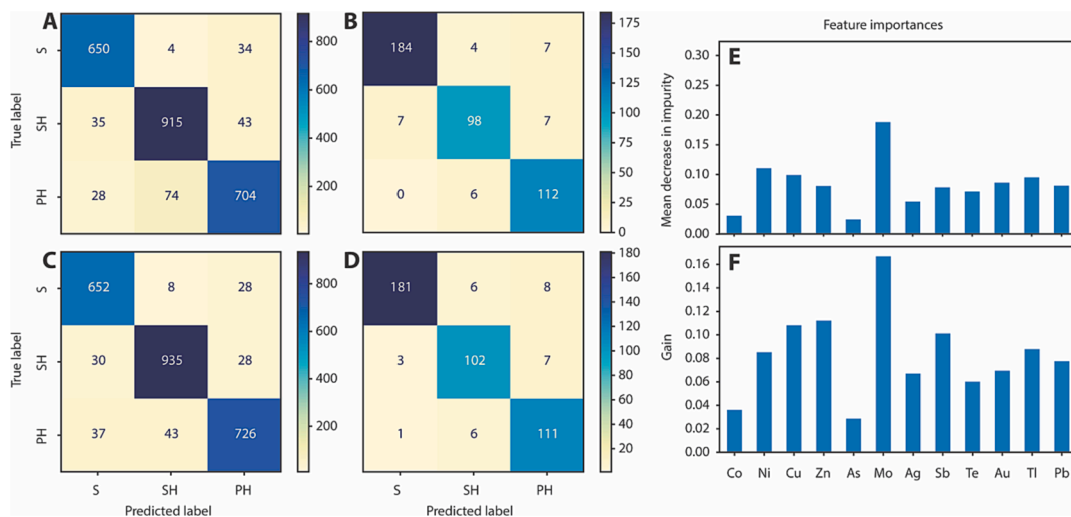 A
S
650 4 34
True label
SH
35 915 43
PH
28 74 704
800
600
400
200
B
184 4 7
7 98 7
0 6 112
175
150
125
100
75
50
25
0
C
S
652 8 28
True label
SH
30 935 28
PH
37 43 726
S SH PH
Predicted label
800
600
400
200
D
181 6 8
3 102 7
1 6 111
S SH PH
Predicted label
180
160
140
120
100
80
60
40
20
Feature importances
E
Mean decrease in impurity
0.30
0.25
0.20
0.15
0.10
0.05
0.00
F
Gain
0.16
0.14
0.12
0.10
0.08
0.06
0.04
0.02
0.00
Co Ni Cu Zn As Mo Ag Sb Te Au Tl Pb